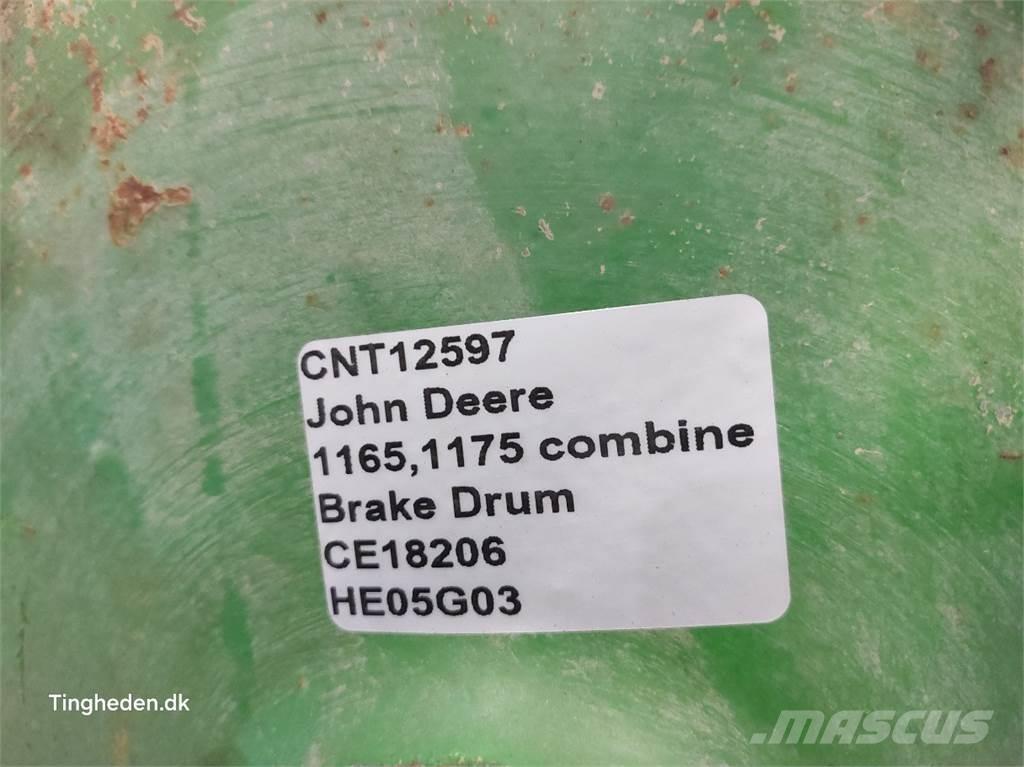 CNT12597
John Deere
1165,1175 combine
Brake Drum
CE18206
HE05G03
Tingheden.dk
MASCUS